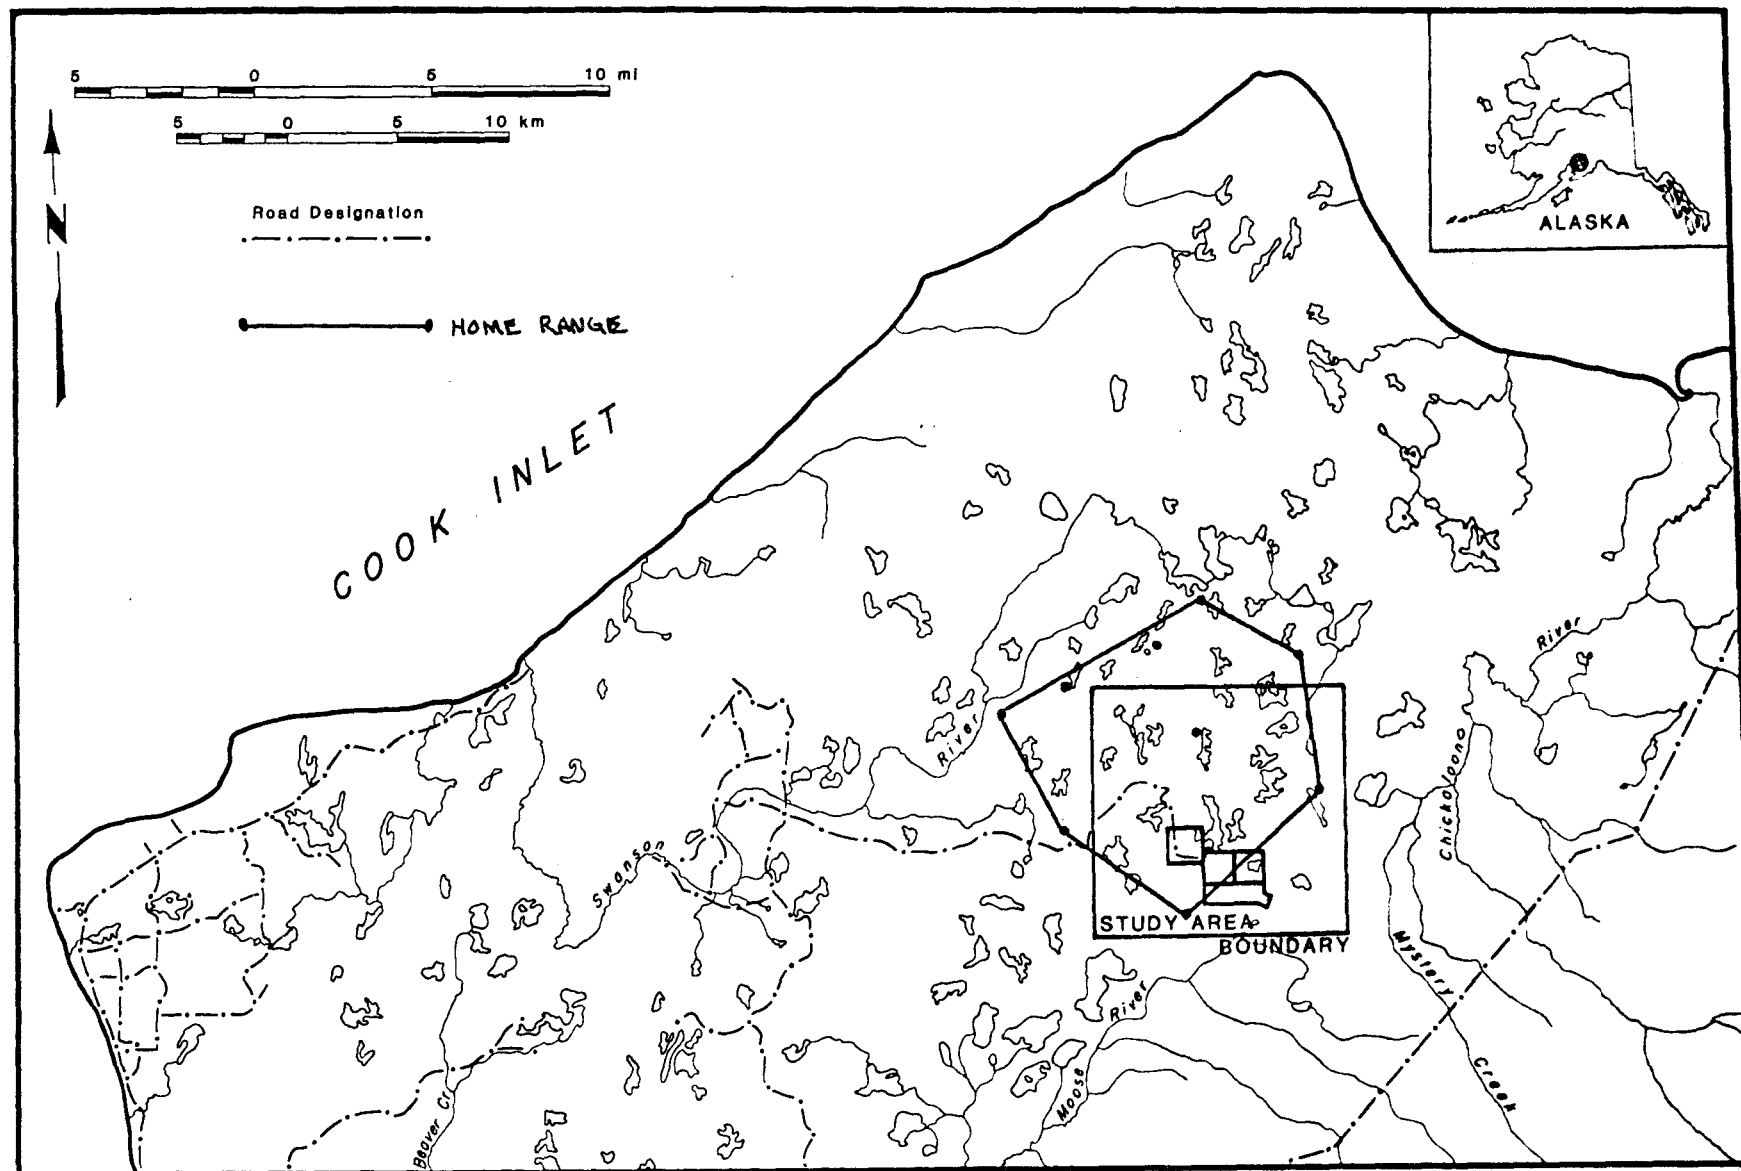 5 0 5 10 mi
5 0 5 10 km
N
Road Designation
HOME RANGE
ALASKA
COOK INLET
River
River
Chickaloono
Swanson
STUDY AREA
BOUNDARY
Mystery
River
Moose
Creek
Beaver Cr